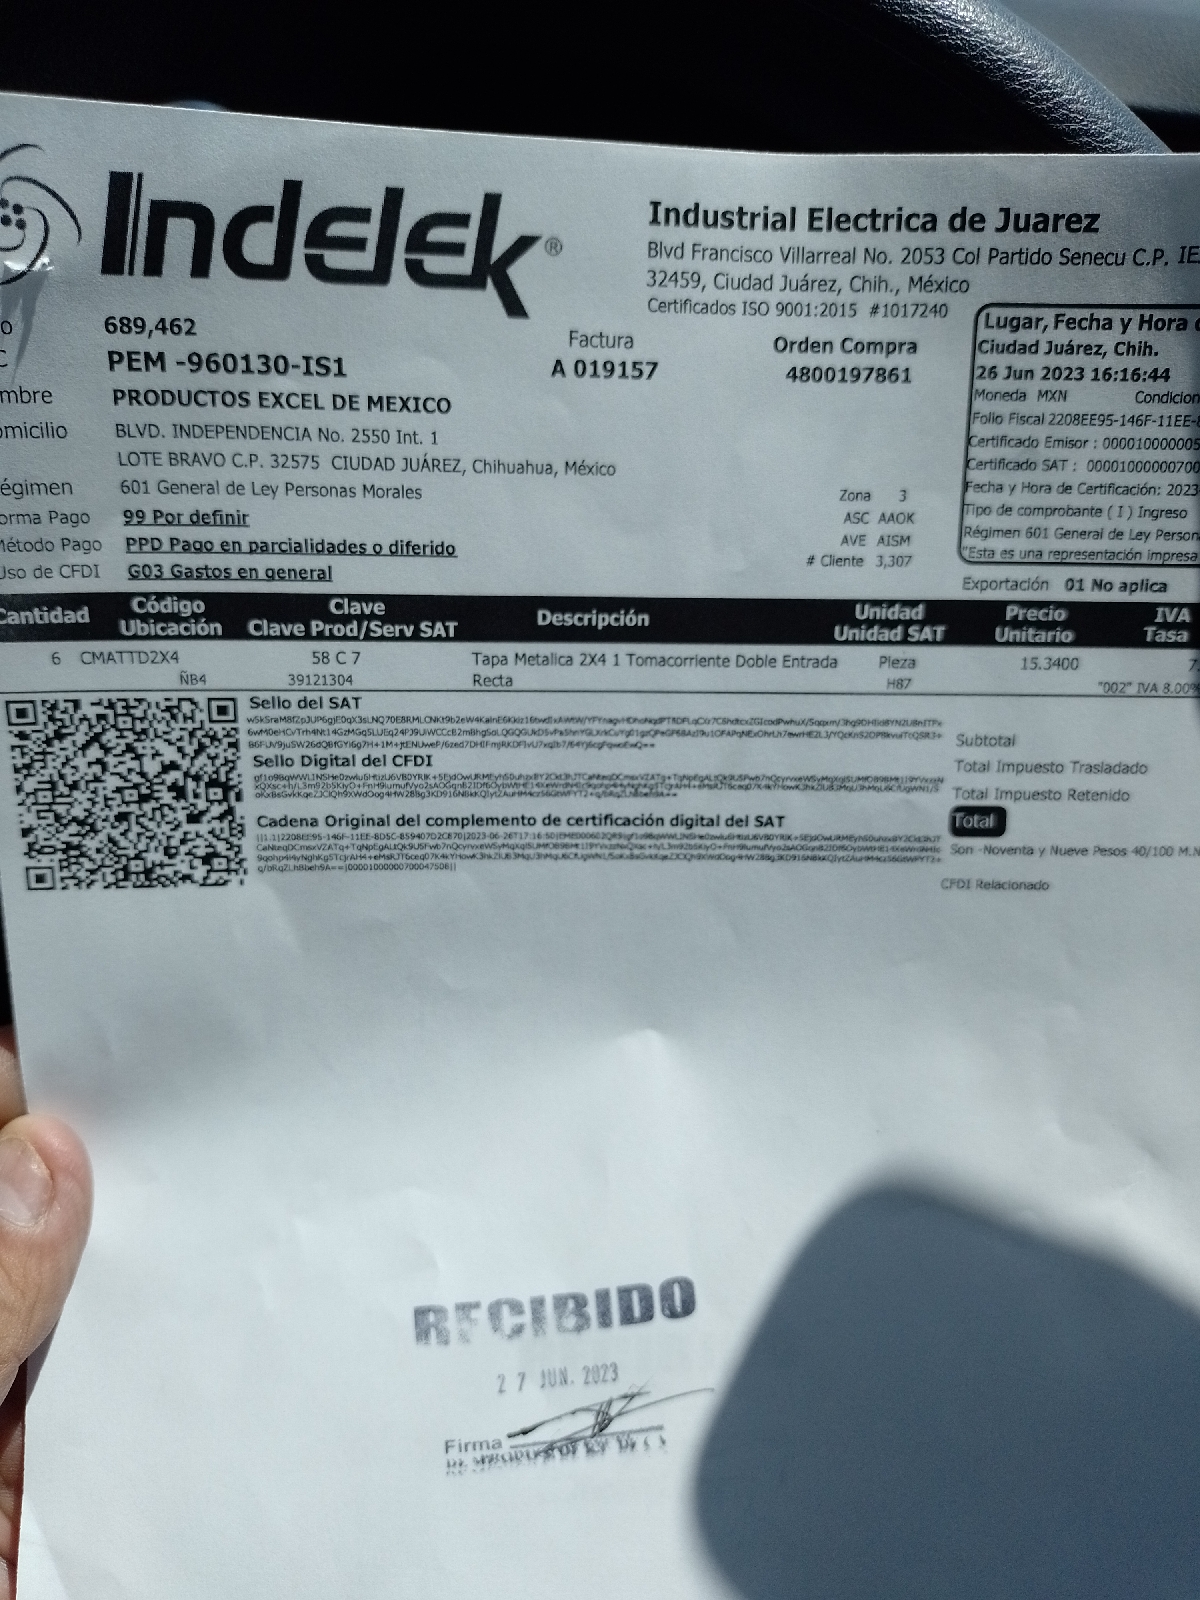 Indelek®
Industrial Electrica de Juarez
Blvd Francisco Villarreal No. 2053 Col Partido Senecu C.P. IE
32459, Ciudad Juárez, Chih., México
Certificados ISO 9001:2015 #1017240
o 689,462
C PEM -960130-IS1
mbre PRODUCTOS EXCEL DE MEXICO
omicilio BLVD. INDEPENDENCIA No. 2550 Int. 1
LOTE BRAVO C.P. 32575 CIUDAD JUÁREZ, Chihuahua, México
égimen 601 General de Ley Personas Morales
orma Pago 99 Por definir
Método Pago PPD Pago en parcialidades o diferido
Uso de CFDI G03 Gastos en general
Factura
A 019157
Orden Compra
4800197861
Zona 3
ASC AAOK
AVE AISM
# Cliente 3,307
Lugar, Fecha y Hora
Ciudad Juárez, Chih.
26 Jun 2023 16:16:44
Moneda MXN Condicion
Folio Fiscal 2208EE95-146F-11EE-
Certificado Emisor : 000010000005
Certificado SAT : 00001000000700
Fecha y Hora de Certificación: 2023
Tipo de comprobante ( I ) Ingreso
Régimen 601 General de Ley Person
"Esta es una representación impresa
Exportación 01 No aplica
Cantidad Código Clave Descripción Unidad Precio IVA
Ubicación Clave Prod/Serv SAT Unidad SAT Unitario Tasa
6 CMATTD2X4 58 C 7 Tapa Metalica 2X4 1 Tomacorriente Doble Entrada Pieza 15.3400 7.
ÑB4 39121304 Recta H87 "002" IVA 8.00%
Sello del SAT
Sello Digital del CFDI
Cadena Original del complemento de certificación digital del SAT
Subtotal
Total Impuesto Trasladado
Total Impuesto Retenido
Total
Son -Noventa y Nueve Pesos 40/100 M.N
CFDI Relacionado
RECIBIDO
27 JUN. 2023
Firma